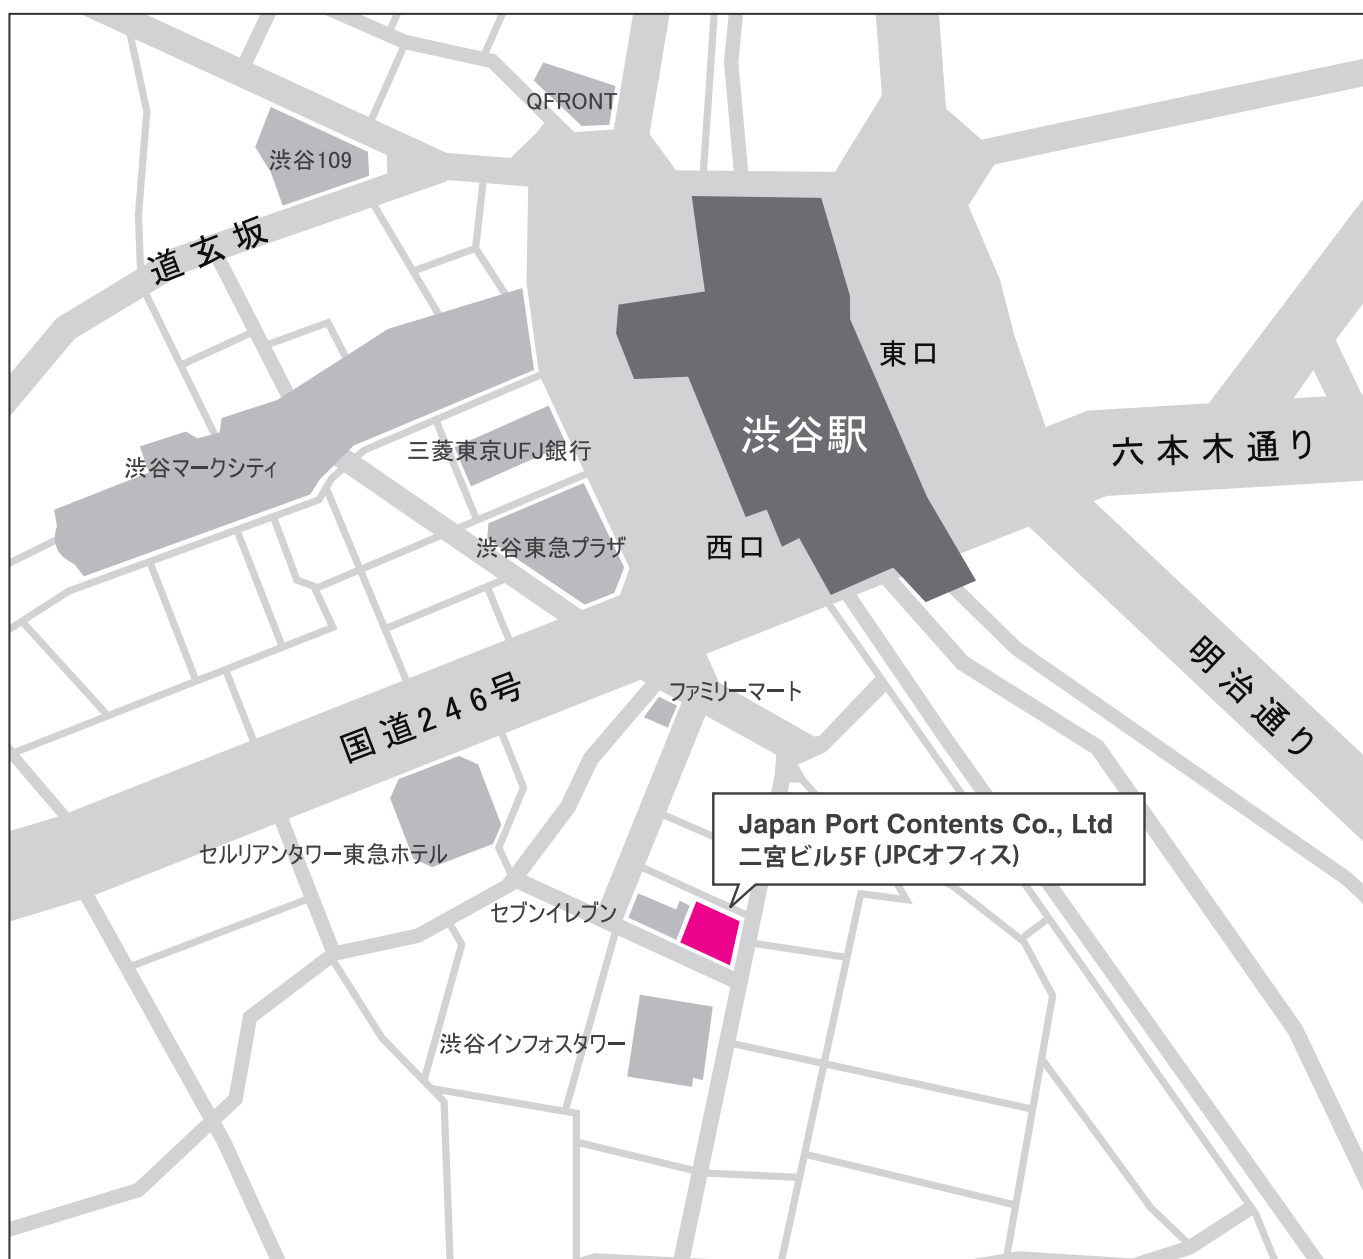 QFRONT
渋谷109
道玄坂
東口
渋谷駅
六本木通り
三菱東京UFJ銀行
渋谷マークシティ
渋谷東急プラザ
西口
明治通り
国道246号
ファミリーマート
Japan Port Contents Co., Ltd
二宮ビル5F (JPCオフィス)
セルリアンタワー東急ホテル
セブンイレブン
渋谷インフォスタワー